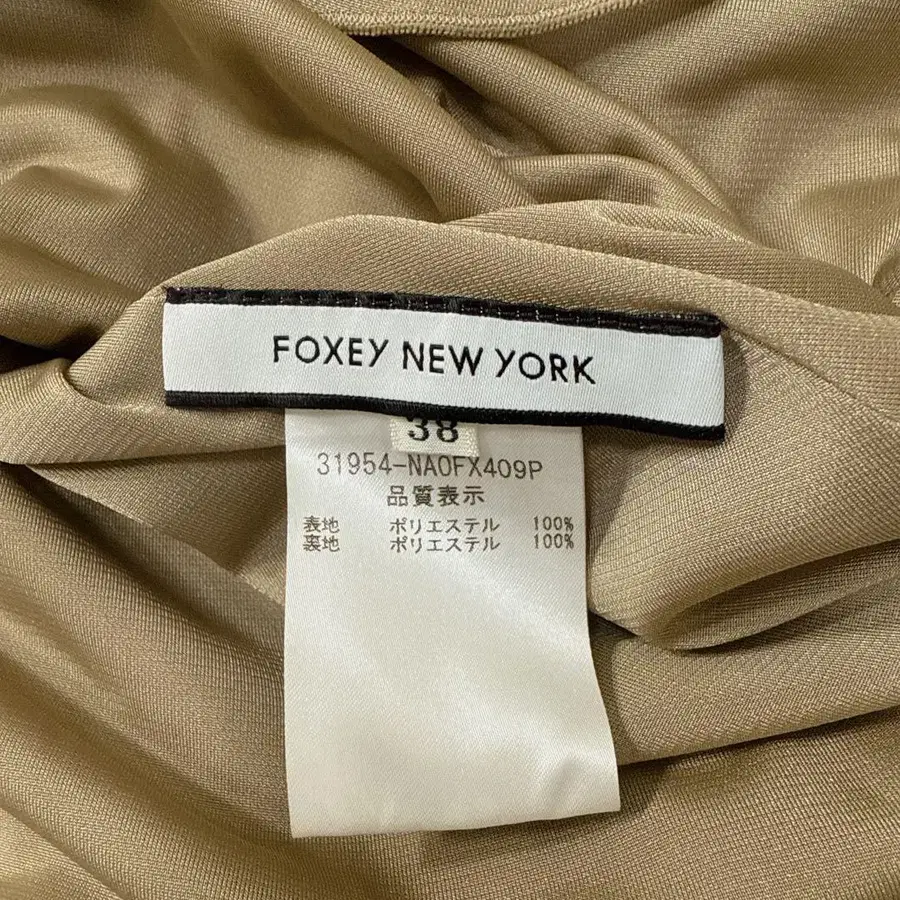 FOXEY NEW YORK
38
31954-NA0FX409P
品質表示
表地 ポリエステル 100%
裏地 ポリエステル 100%